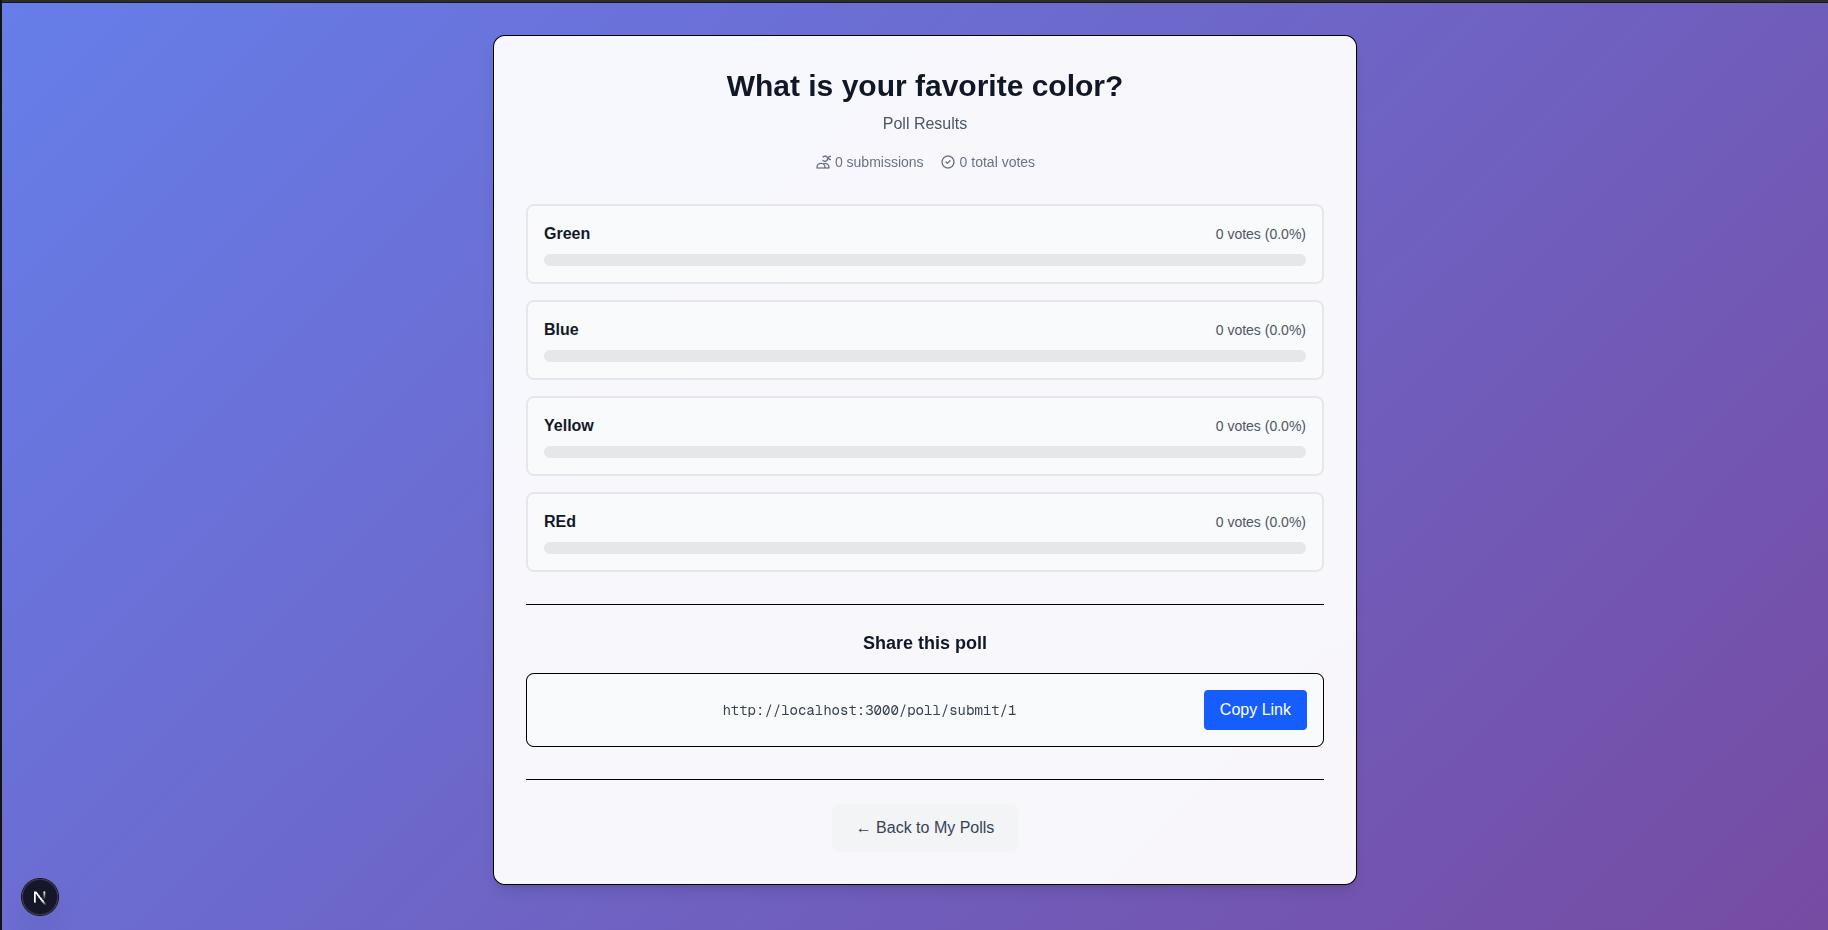 What is your favorite color?
Poll Results
0 submissions 0 total votes
Green 0 votes (0.0%)
Blue 0 votes (0.0%)
Yellow 0 votes (0.0%)
REd 0 votes (0.0%)
Share this poll
http://localhost:3000/poll/submit/1 Copy Link
← Back to My Polls
N